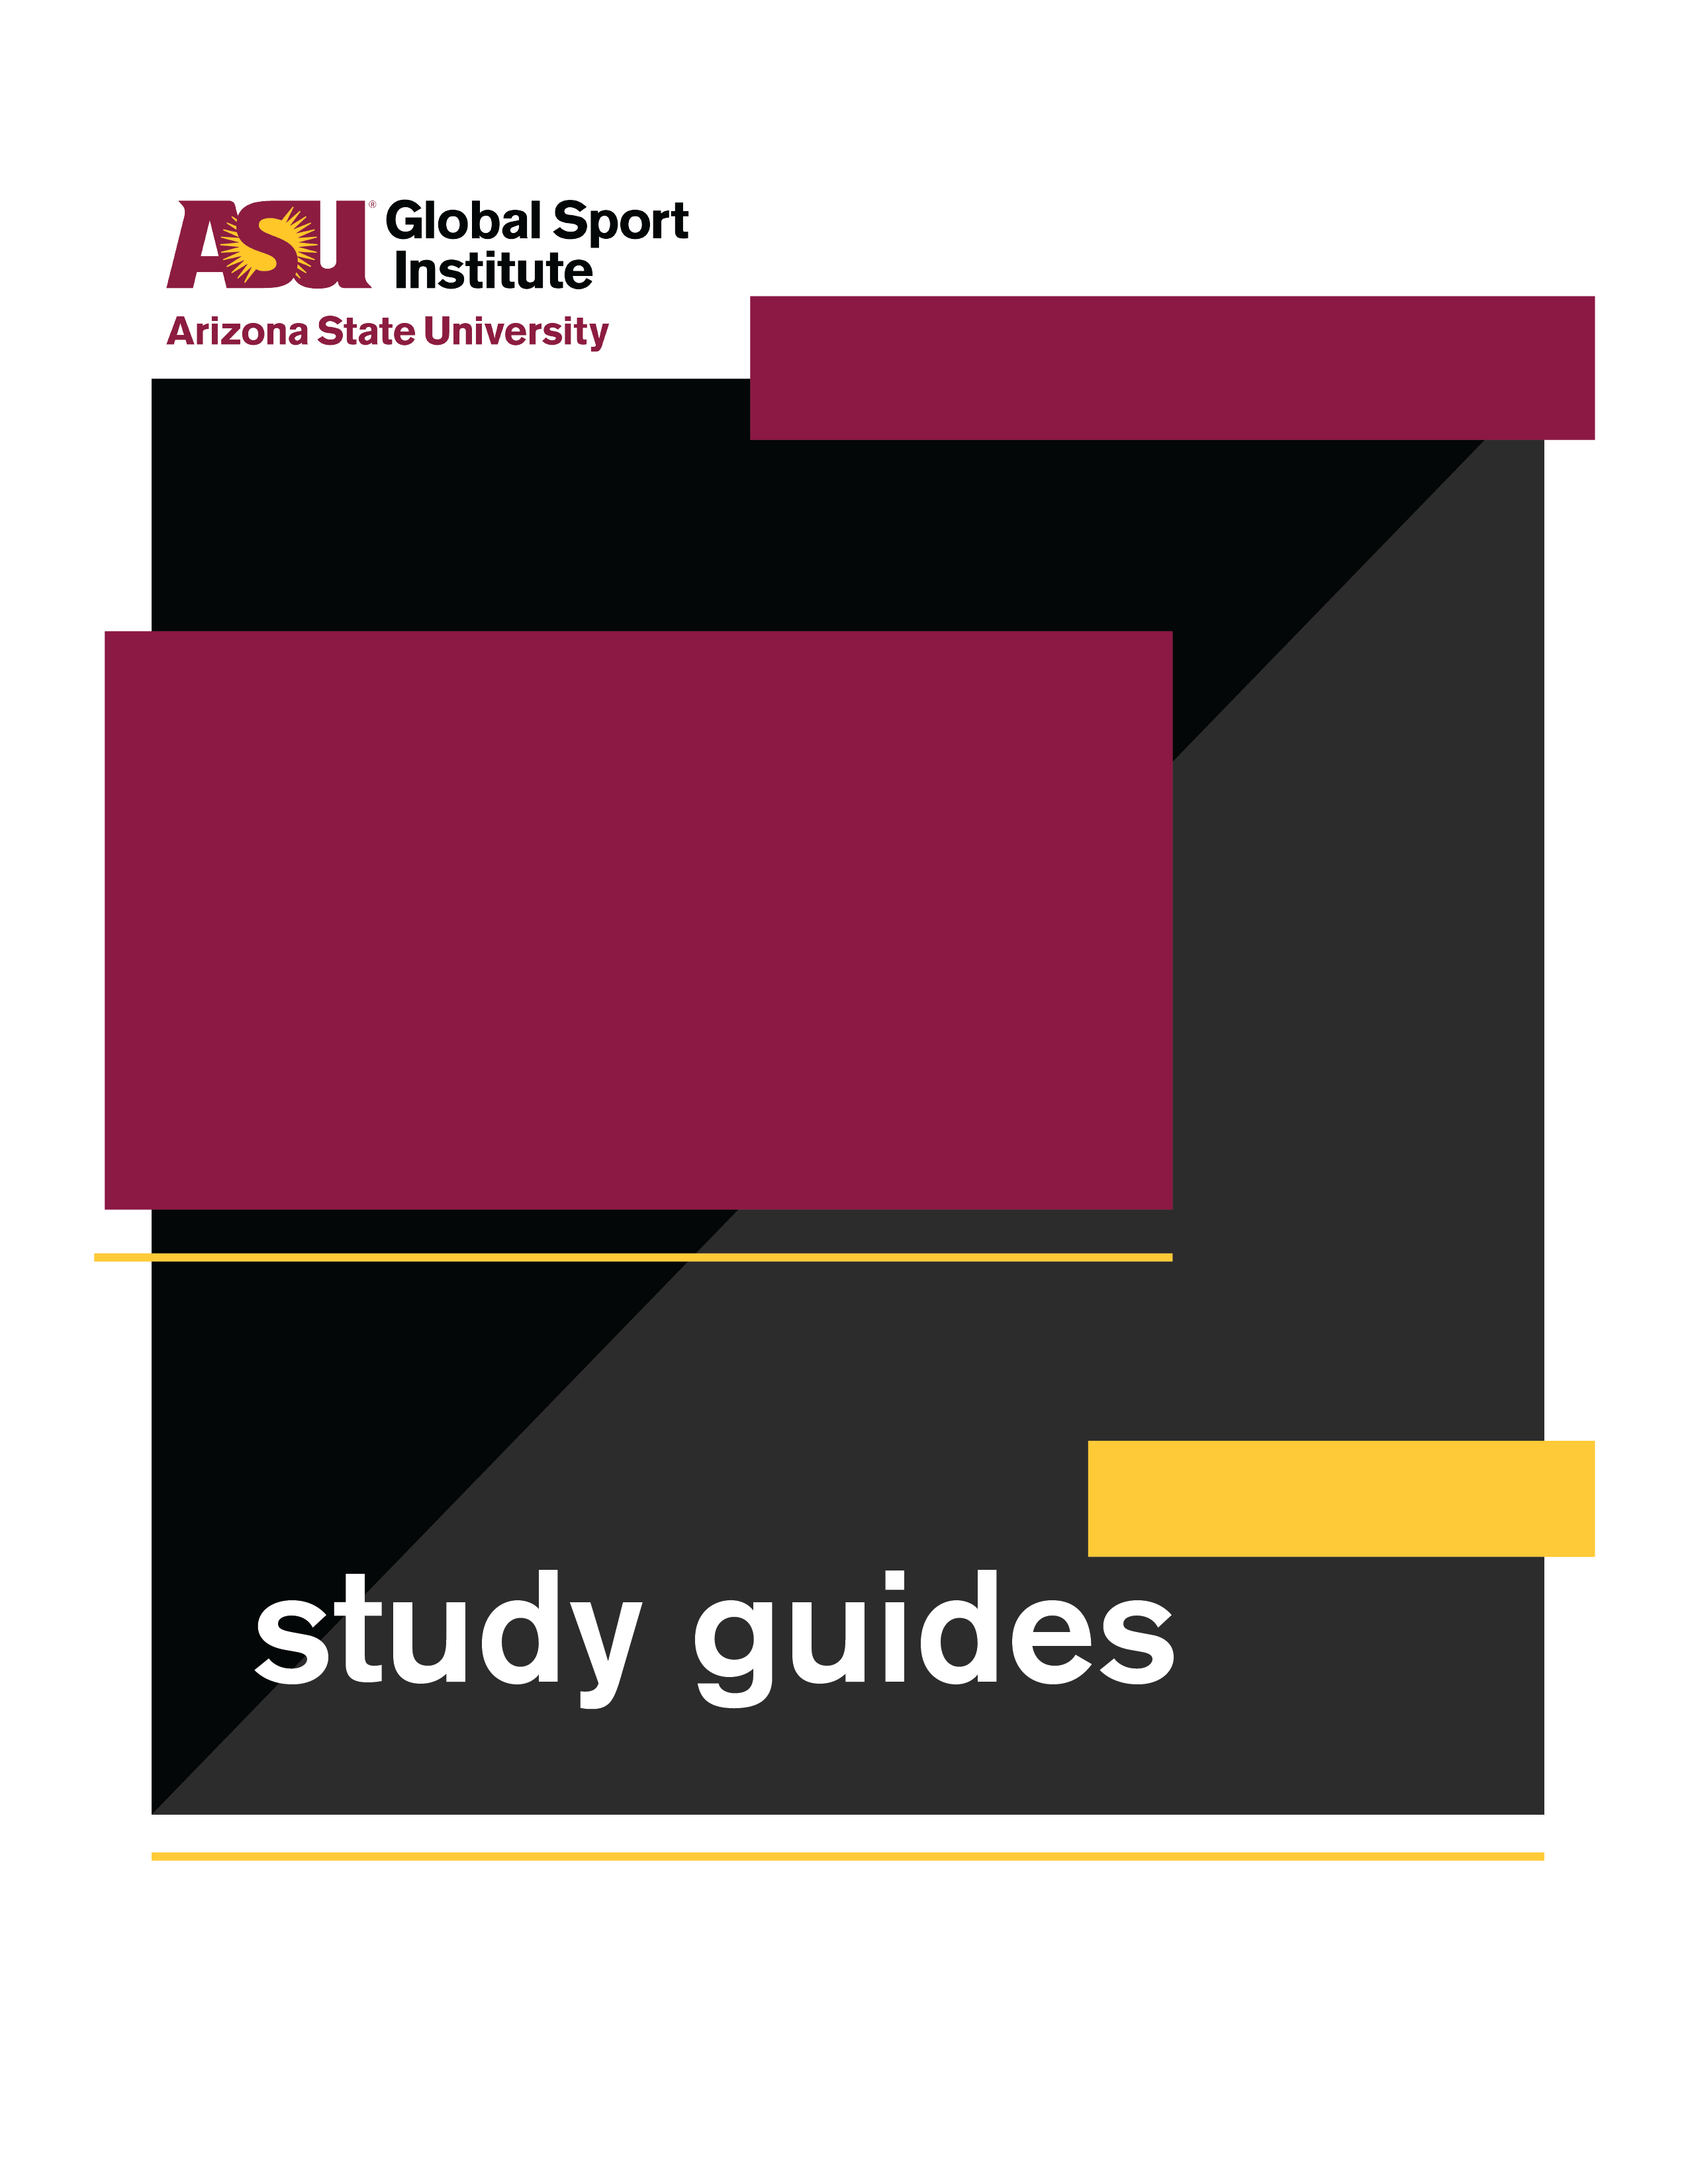 ASU® Global Sport
Institute
Arizona State University
study guides